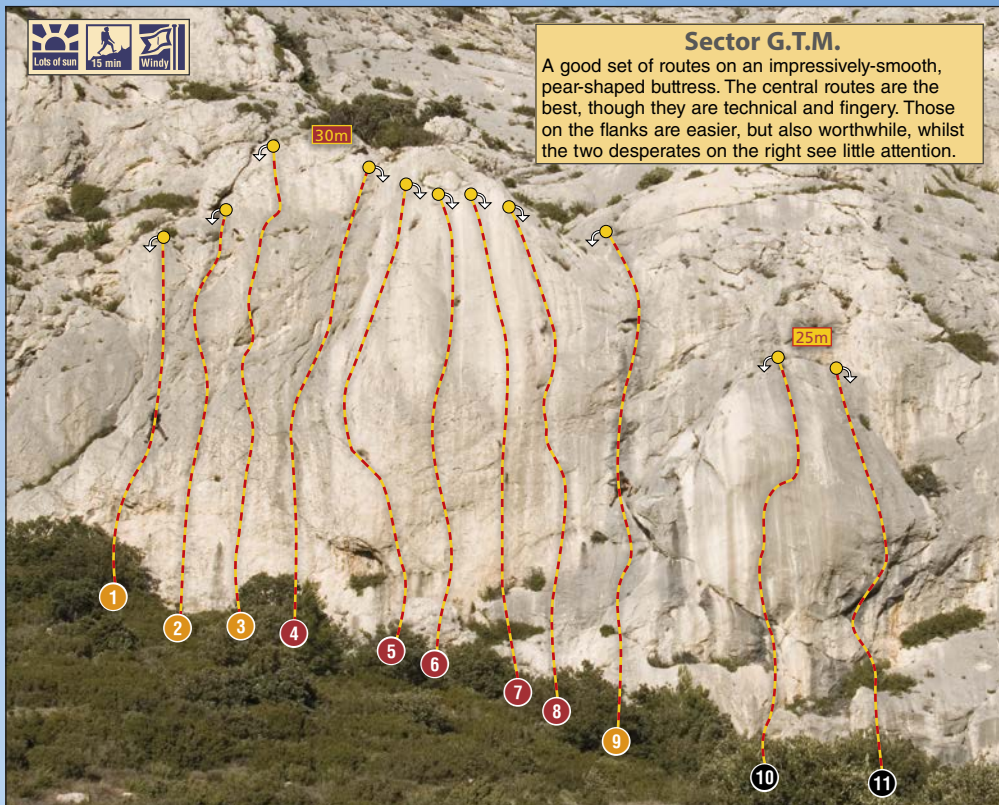 Lots of sun
15 min
Windy
Sector G.T.M.
A good set of routes on an impressively-smooth,
pear-shaped buttress. The central routes are the
best, though they are technical and fingery. Those
on the flanks are easier, but also worthwhile, whilst
the two desperates on the right see little attention.
30m
25m
1
2
3
4
5
6
7
8
9
10
11